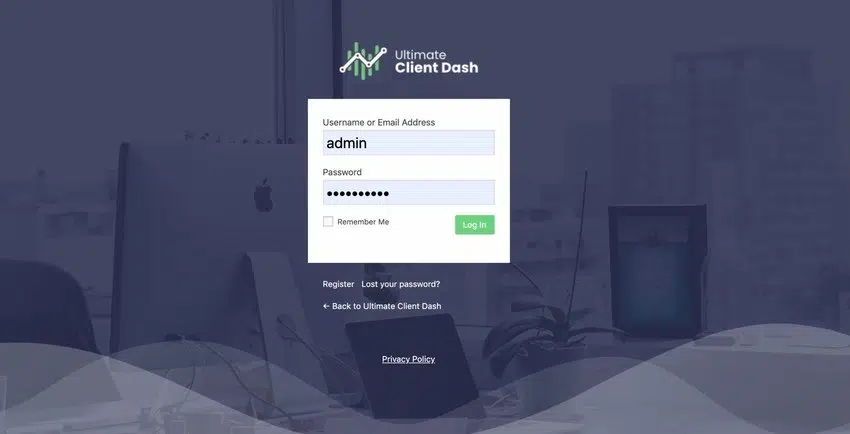 Ultimate
Client Dash
Username or Email Address
admin
Password
••••••••••
Remember Me
Log In
Register Lost your password?
← Back to Ultimate Client Dash
Privacy Policy